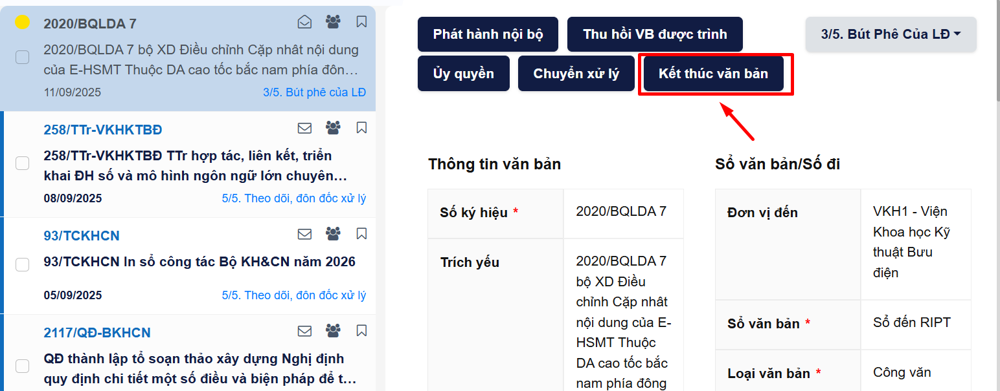 2020/BQLDA 7
2020/BQLDA 7 bộ XD Điều chỉnh Cặp nhât nội dung
của E-HSMT Thuộc DA cao tốc bắc nam phía đôn…
11/09/2025
3/5. Bút phê của LĐ
258/TTr-VKHKTBĐ
258/TTr-VKHKTBĐ TTr hợp tác, liên kết, triển
khai ĐH số và mô hình ngôn ngữ lớn chuyên…
08/09/2025
5/5. Theo dõi, đôn đốc xử lý
93/TCKHCN
93/TCKHCN In sổ công tác Bộ KH&CN năm 2026
05/09/2025
5/5. Theo dõi, đôn đốc xử lý
2117/QĐ-BKHCN
QĐ thành lập tổ soạn thảo xây dựng Nghị định
quy định chi tiết một số điều và biện pháp để t…
Phát hành nội bộ
Thu hồi VB được trình
3/5. Bút Phê Của LĐ
Ủy quyền
Chuyển xử lý
Kết thúc văn bản
Thông tin văn bản
Số ký hiệu *
2020/BQLDA 7
Trích yếu
2020/BQLDA 7
bộ XD Điều
chỉnh Cặp nhât
nội dung của E-
HSMT Thuộc
DA cao tốc bắc
nam phía đông
Sổ văn bản/Số đi
Đơn vị đến
VKH1 - Viện
Khoa học Kỹ
thuật Bưu
điện
Sổ văn bản *
Sổ đến RIPT
Loại văn bản *
Công văn